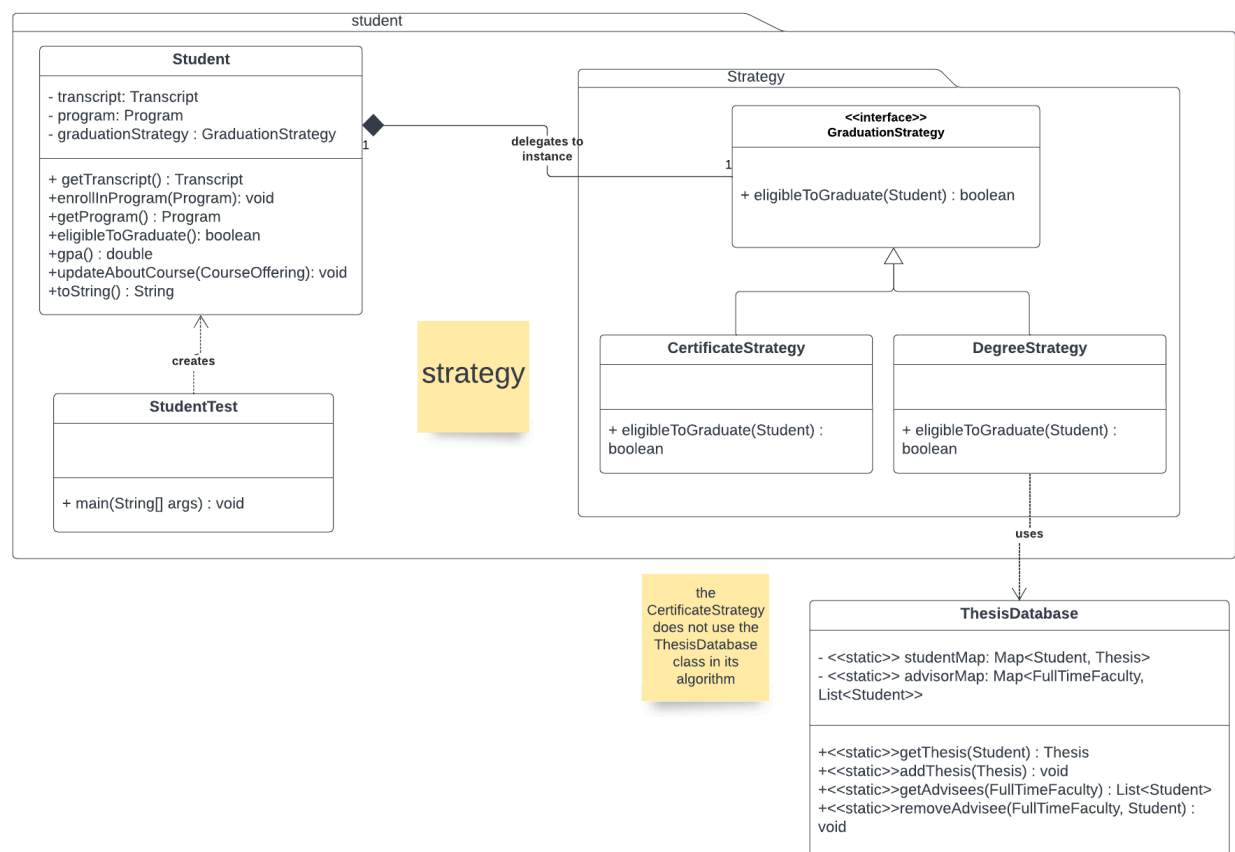 student
Student
- transcript: Transcript
- program: Program
- graduationStrategy : GraduationStrategy
+ getTranscript() : Transcript
+enrollInProgram(Program): void
+getProgram() : Program
+eligibleToGraduate(): boolean
+gpa() : double
+updateAboutCourse(CourseOffering): void
+toString() : String
1
delegates to
instance
1
Strategy
<<interface>>
GraduationStrategy
+ eligibleToGraduate(Student) : boolean
CertificateStrategy
+ eligibleToGraduate(Student) :
boolean
DegreeStrategy
+ eligibleToGraduate(Student) :
boolean
creates
StudentTest
+ main(String[] args) : void
strategy
uses
the
CertificateStrategy
does not use the
ThesisDatabase
class in its
algorithm
ThesisDatabase
- <<static>> studentMap: Map<Student, Thesis>
- <<static>> advisorMap: Map<FullTimeFaculty,
List<Student>>
+<<static>>getThesis(Student) : Thesis
+<<static>>addThesis(Thesis) : void
+<<static>>getAdvisees(FullTimeFaculty) : List<Student>
+<<static>>removeAdvisee(FullTimeFaculty, Student) :
void